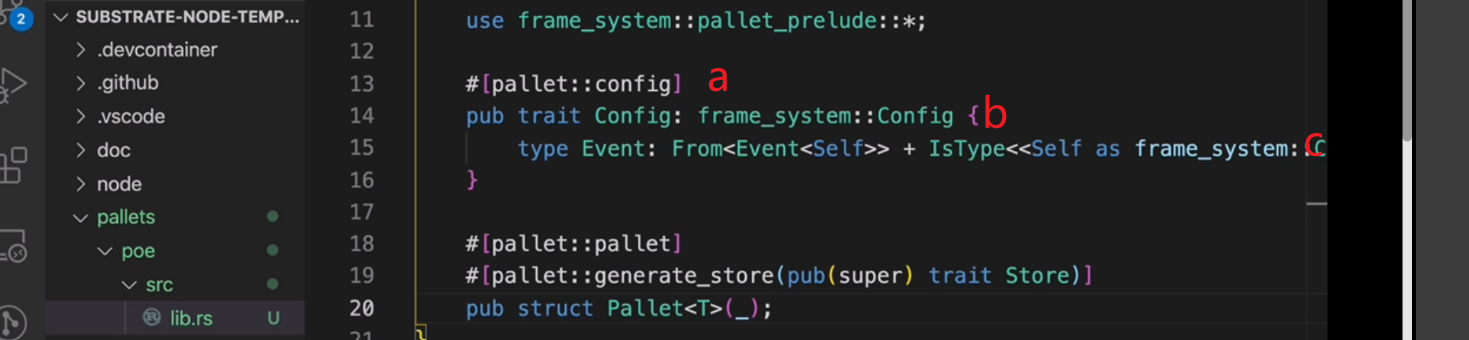 2
SUBSTRATE-NODE-TEMP...
.devcontainer
.github
.vscode
doc
node
pallets
poe
src
lib.rs U
11 use frame_system::pallet_prelude::*;
12
13 #[pallet::config] a
14 pub trait Config: frame_system::Config { b
15 type Event: From<Event<Self>> + IsType<<Self as frame_system::C c
16 }
17
18 #[pallet::pallet]
19 #[pallet::generate_store(pub(super) trait Store)]
20 pub struct Pallet<T>(_);
21 }